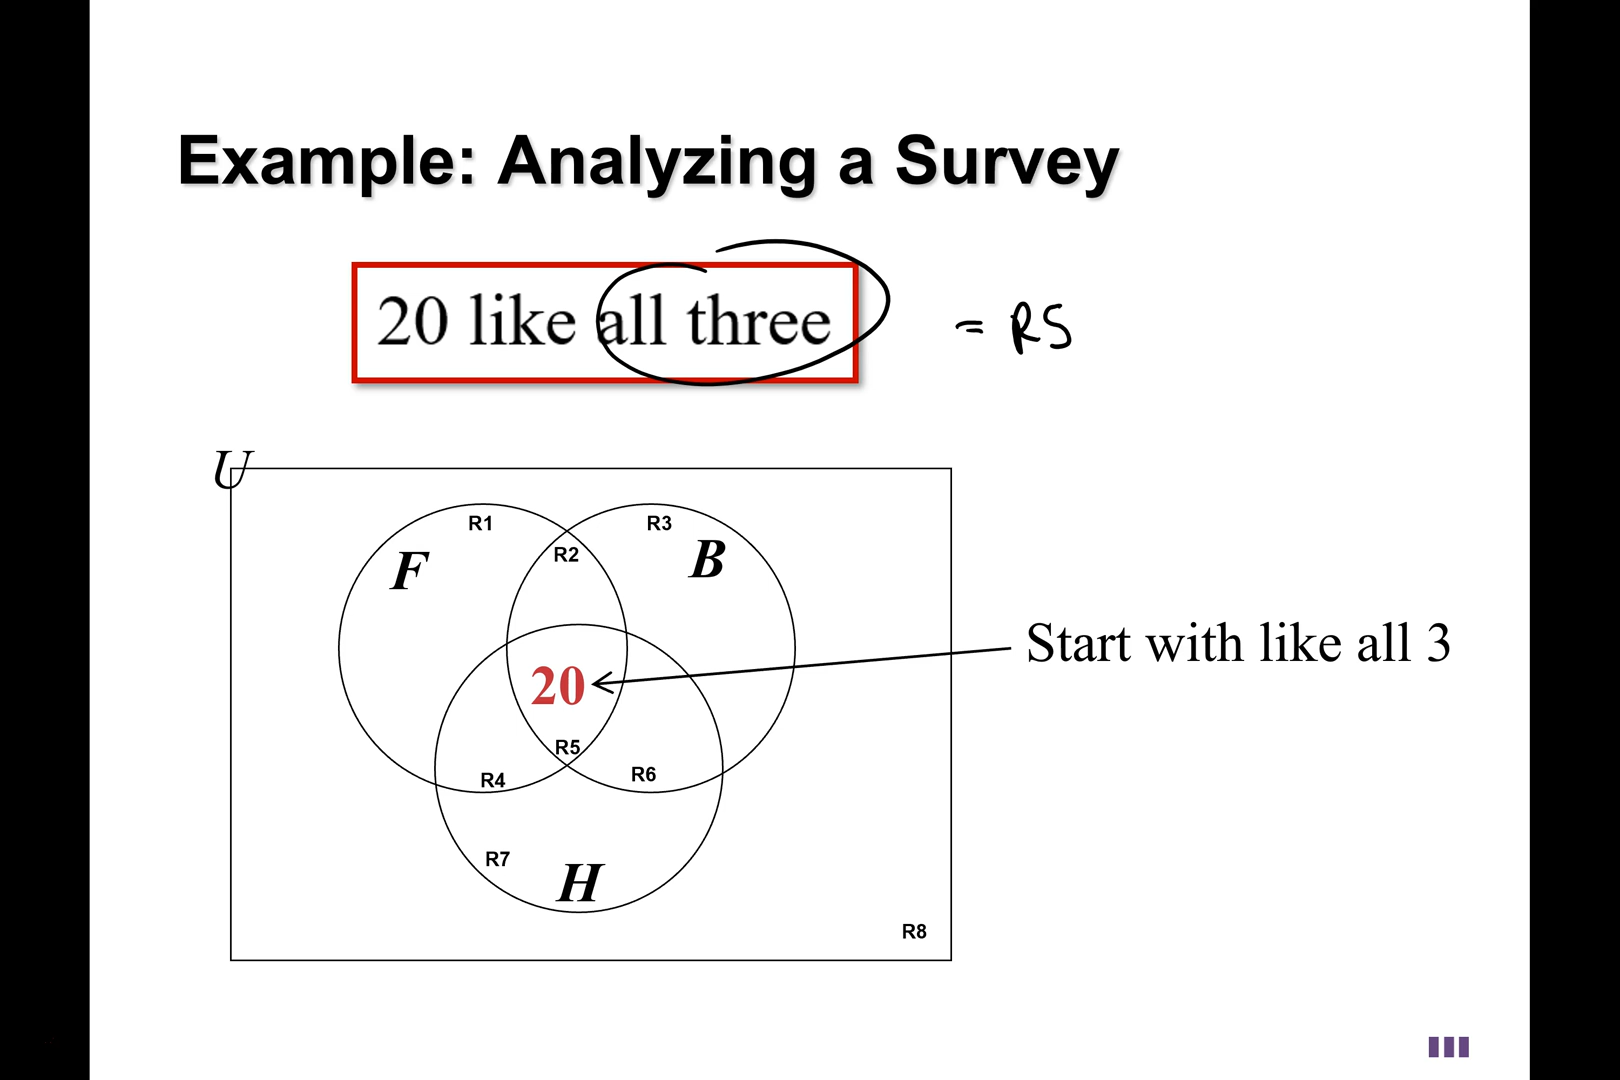 Example: Analyzing a Survey
20 like all three
= R5
U
R1
R3
R2
F
B
Start with like all 3
20
R5
R4
R6
R7
H
R8